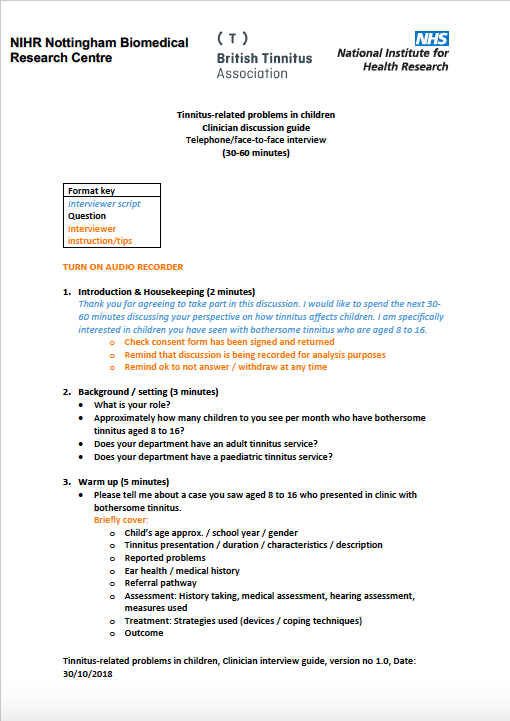 NIHR Nottingham Biomedical
Research Centre
( T )
British Tinnitus
Association
NHS
National Institute for
Health Research
Tinnitus-related problems in children
Clinician discussion guide
Telephone/face-to-face interview
(30-60 minutes)
Format key
Interviewer script
Question
Interviewer
instruction/tips
TURN ON AUDIO RECORDER
1. Introduction & Housekeeping (2 minutes)
Thank you for agreeing to take part in this discussion. I would like to spend the next 30-
60 minutes discussing your perspective on how tinnitus affects children. I am specifically
interested in children you have seen with bothersome tinnitus who are aged 8 to 16.
o Check consent form has been signed and returned
o Remind that discussion is being recorded for analysis purposes
o Remind ok to not answer / withdraw at any time
2. Background / setting (3 minutes)
• What is your role?
• Approximately how many children to you see per month who have bothersome
tinnitus aged 8 to 16?
• Does your department have an adult tinnitus service?
• Does your department have a paediatric tinnitus service?
3. Warm up (5 minutes)
• Please tell me about a case you saw aged 8 to 16 who presented in clinic with
bothersome tinnitus.
Briefly cover:
o Child's age approx. / school year / gender
o Tinnitus presentation / duration / characteristics / description
o Reported problems
o Ear health / medical history
o Referral pathway
o Assessment: History taking, medical assessment, hearing assessment,
measures used
o Treatment: Strategies used (devices / coping techniques)
o Outcome
Tinnitus-related problems in children, Clinician interview guide, version no 1.0, Date:
30/10/2018